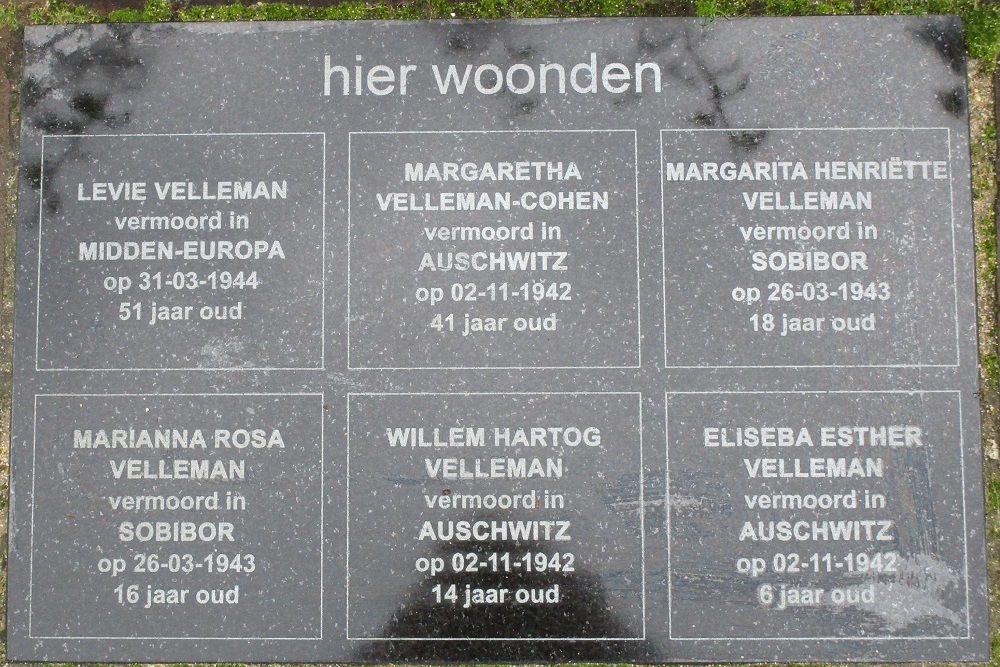 hier woonden
LEVIE VELLEMAN
vermoord in
MIDDEN-EUROPA
op 31-03-1944
51 jaar oud
MARGARETHA
VELLEMAN-COHEN
vermoord in
AUSCHWITZ
op 02-11-1942
41 jaar oud
MARGARITA HENRIËTTE
VELLEMAN
vermoord in
SOBIBOR
op 26-03-1943
18 jaar oud
MARIANNA ROSA
VELLEMAN
vermoord in
SOBIBOR
op 26-03-1943
16 jaar oud
WILLEM HARTOG
VELLEMAN
vermoord in
AUSCHWITZ
op 02-11-1942
14 jaar oud
ELISEBA ESTHER
VELLEMAN
vermoord in
AUSCHWITZ
op 02-11-1942
6 jaar oud